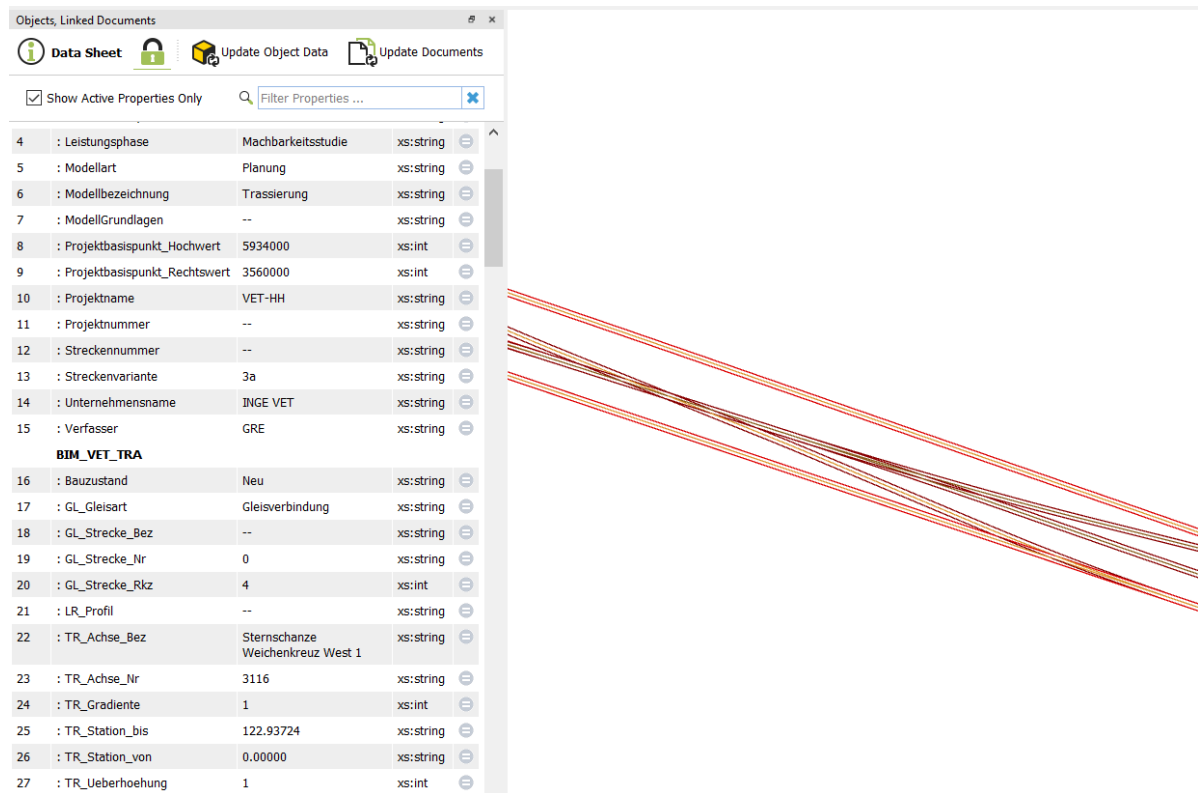 Objects, Linked Documents
Data Sheet Update Object Data Update Documents
Show Active Properties Only Filter Properties ...
4 : Leistungsphase Machbarkeitsstudie xs:string
5 : Modellart Planung xs:string
6 : Modellbezeichnung Trassierung xs:string
7 : ModellGrundlagen -- xs:string
8 : Projektbasispunkt_Hochwert 5934000 xs:int
9 : Projektbasispunkt_Rechtswert 3560000 xs:int
10 : Projektname VET-HH xs:string
11 : Projektnummer -- xs:string
12 : Streckennummer -- xs:string
13 : Streckenvariante 3a xs:string
14 : Unternehmensname INGE VET xs:string
15 : Verfasser GRE xs:string
BIM_VET_TRA
16 : Bauzustand Neu xs:string
17 : GL_Gleisart Gleisverbindung xs:string
18 : GL_Strecke_Bez -- xs:string
19 : GL_Strecke_Nr 0 xs:string
20 : GL_Strecke_Rkz 4 xs:int
21 : LR_Profil -- xs:string
22 : TR_Achse_Bez Sternschanze xs:string
Weichenkreuz West 1
23 : TR_Achse_Nr 3116 xs:string
24 : TR_Gradiente 1 xs:int
25 : TR_Station_bis 122.93724 xs:string
26 : TR_Station_von 0.00000 xs:string
27 : TR_Ueberhoehung 1 xs:int